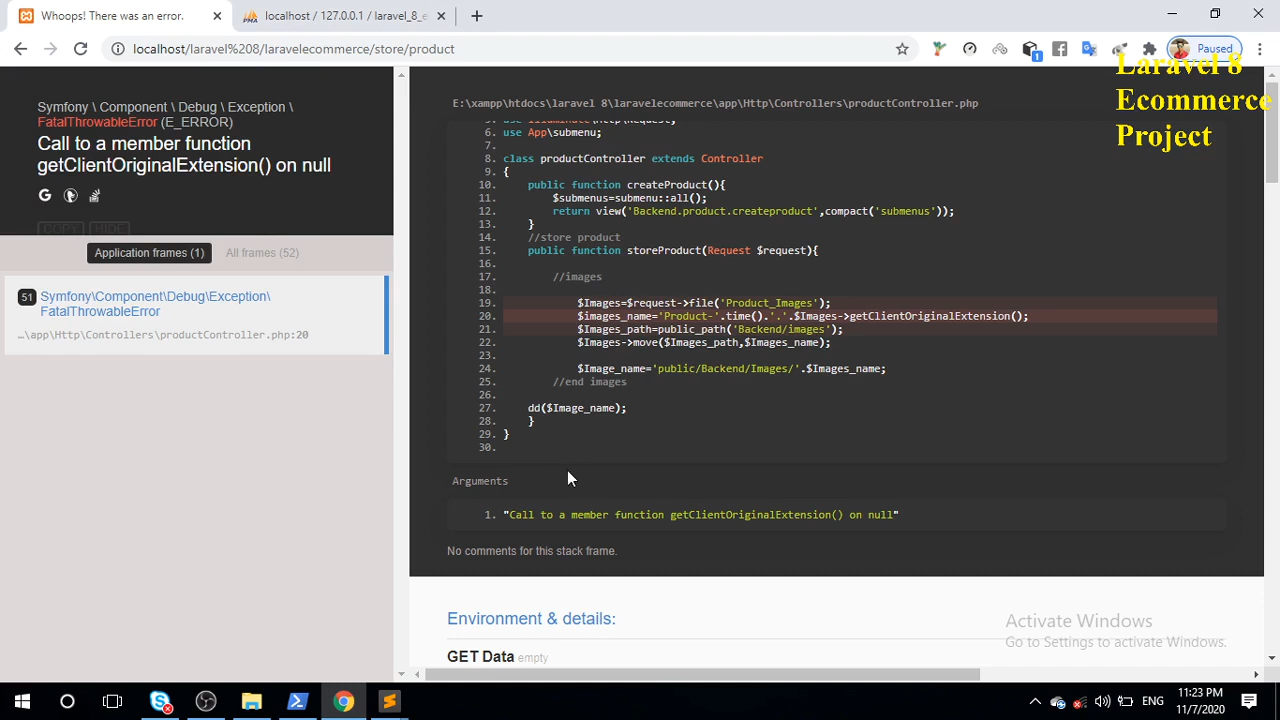 Whoops! There was an error.
localhost / 127.0.0.1 / laravel_8_e
localhost/laravel%208/laravelecommerce/store/product
Paused
Laravel 8
Ecommerce
Project
Symfony \ Component \ Debug \ Exception \
FatalThrowableError (E_ERROR)
Call to a member function
getClientOriginalExtension() on null
COPY HIDE
Application frames (1) All frames (52)
51 Symfony\Component\Debug\Exception\
FatalThrowableError
…\app\Http\Controllers\productController.php:20
E:\xampp\htdocs\laravel 8\laravelecommerce\app\Http\Controllers\productController.php
5. use Illuminate\Http\Request;
6. use App\submenu;
7.
8. class productController extends Controller
9. {
10. public function createProduct(){
11. $submenus=submenu::all();
12. return view('Backend.product.createproduct',compact('submenus'));
13. }
14. //store product
15. public function storeProduct(Request $request){
16.
17. //images
18.
19. $Images=$request->file('Product_Images');
20. $images_name='Product-'.time().'.'.$Images->getClientOriginalExtension();
21. $Images_path=public_path('Backend/images');
22. $Images->move($Images_path,$Images_name);
23.
24. $Image_name='public/Backend/Images/'.$Images_name;
25. //end images
26.
27. dd($Image_name);
28. }
29. }
30.
Arguments
1. "Call to a member function getClientOriginalExtension() on null"
No comments for this stack frame.
Environment & details:
GET Data empty
Activate Windows
Go to Settings to activate Windows.
ENG
11:23 PM
11/7/2020